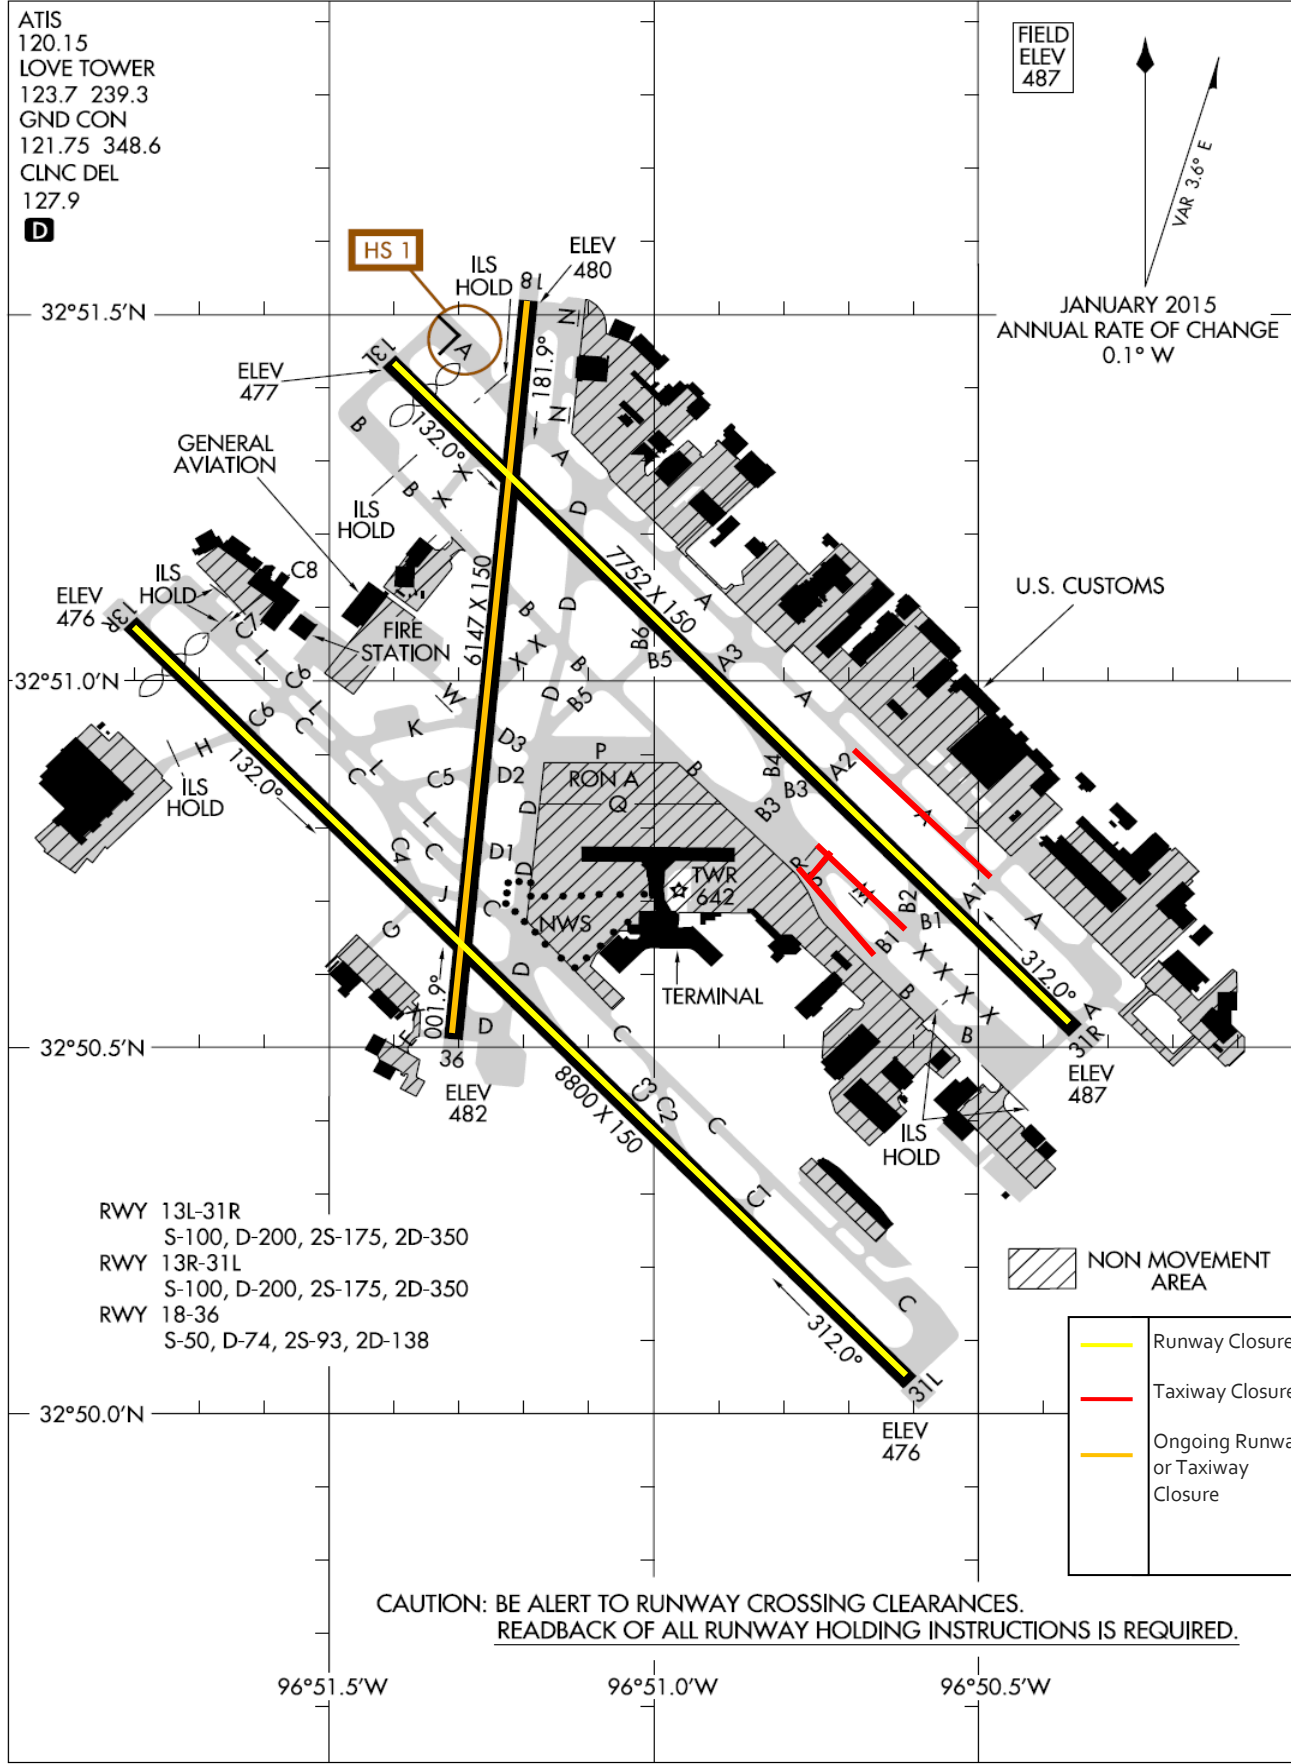 ATIS
120.15
LOVE TOWER
123.7 239.3
GND CON
121.75 348.6
CLNC DEL
127.9
D
FIELD
ELEV
487
VAR 3.6° E
JANUARY 2015
ANNUAL RATE OF CHANGE
0.1° W
HS 1
ILS
HOLD
18
ELEV
480
32°51.5'N
N
A
13L
181.9°
ELEV
477
N
B
132.0°
X
A
GENERAL
AVIATION
B
X
ILS
HOLD
D
C8
7752 X 150
U.S. CUSTOMS
ILS
HOLD
ELEV
476
13R
6147 X 150
B
D
A
C7
FIRE
STATION
X
X
B6
B5
A3
L
C6
B
32°51.0'N
W
D
B5
A
L
C6
C
K
D3
H
P
B
B4
A2
132.0°
L
C
C5
D2
RON A
B3
ILS
HOLD
D
Q
B3
A
L
C4
C
D1
D
R
TWR
642
M
B2
A1
J
C
NWS
B1
A
G
B1
X
X
X
X
312.0°
D
TERMINAL
B
A
001.9°
F
D
C
B
31R
32°50.5'N
36
ELEV
482
ELEV
487
8800 X 150
C3
C2
C
ILS
HOLD
C1
RWY 13L-31R
S-100, D-200, 2S-175, 2D-350
RWY 13R-31L
S-100, D-200, 2S-175, 2D-350
RWY 18-36
S-50, D-74, 2S-93, 2D-138
NON MOVEMENT
AREA
C
312.0°
31L
Runway Closure
Taxiway Closure
32°50.0'N
ELEV
476
Ongoing Runwa
or Taxiway
Closure
CAUTION: BE ALERT TO RUNWAY CROSSING CLEARANCES.
READBACK OF ALL RUNWAY HOLDING INSTRUCTIONS IS REQUIRED.
96°51.5'W
96°51.0'W
96°50.5'W